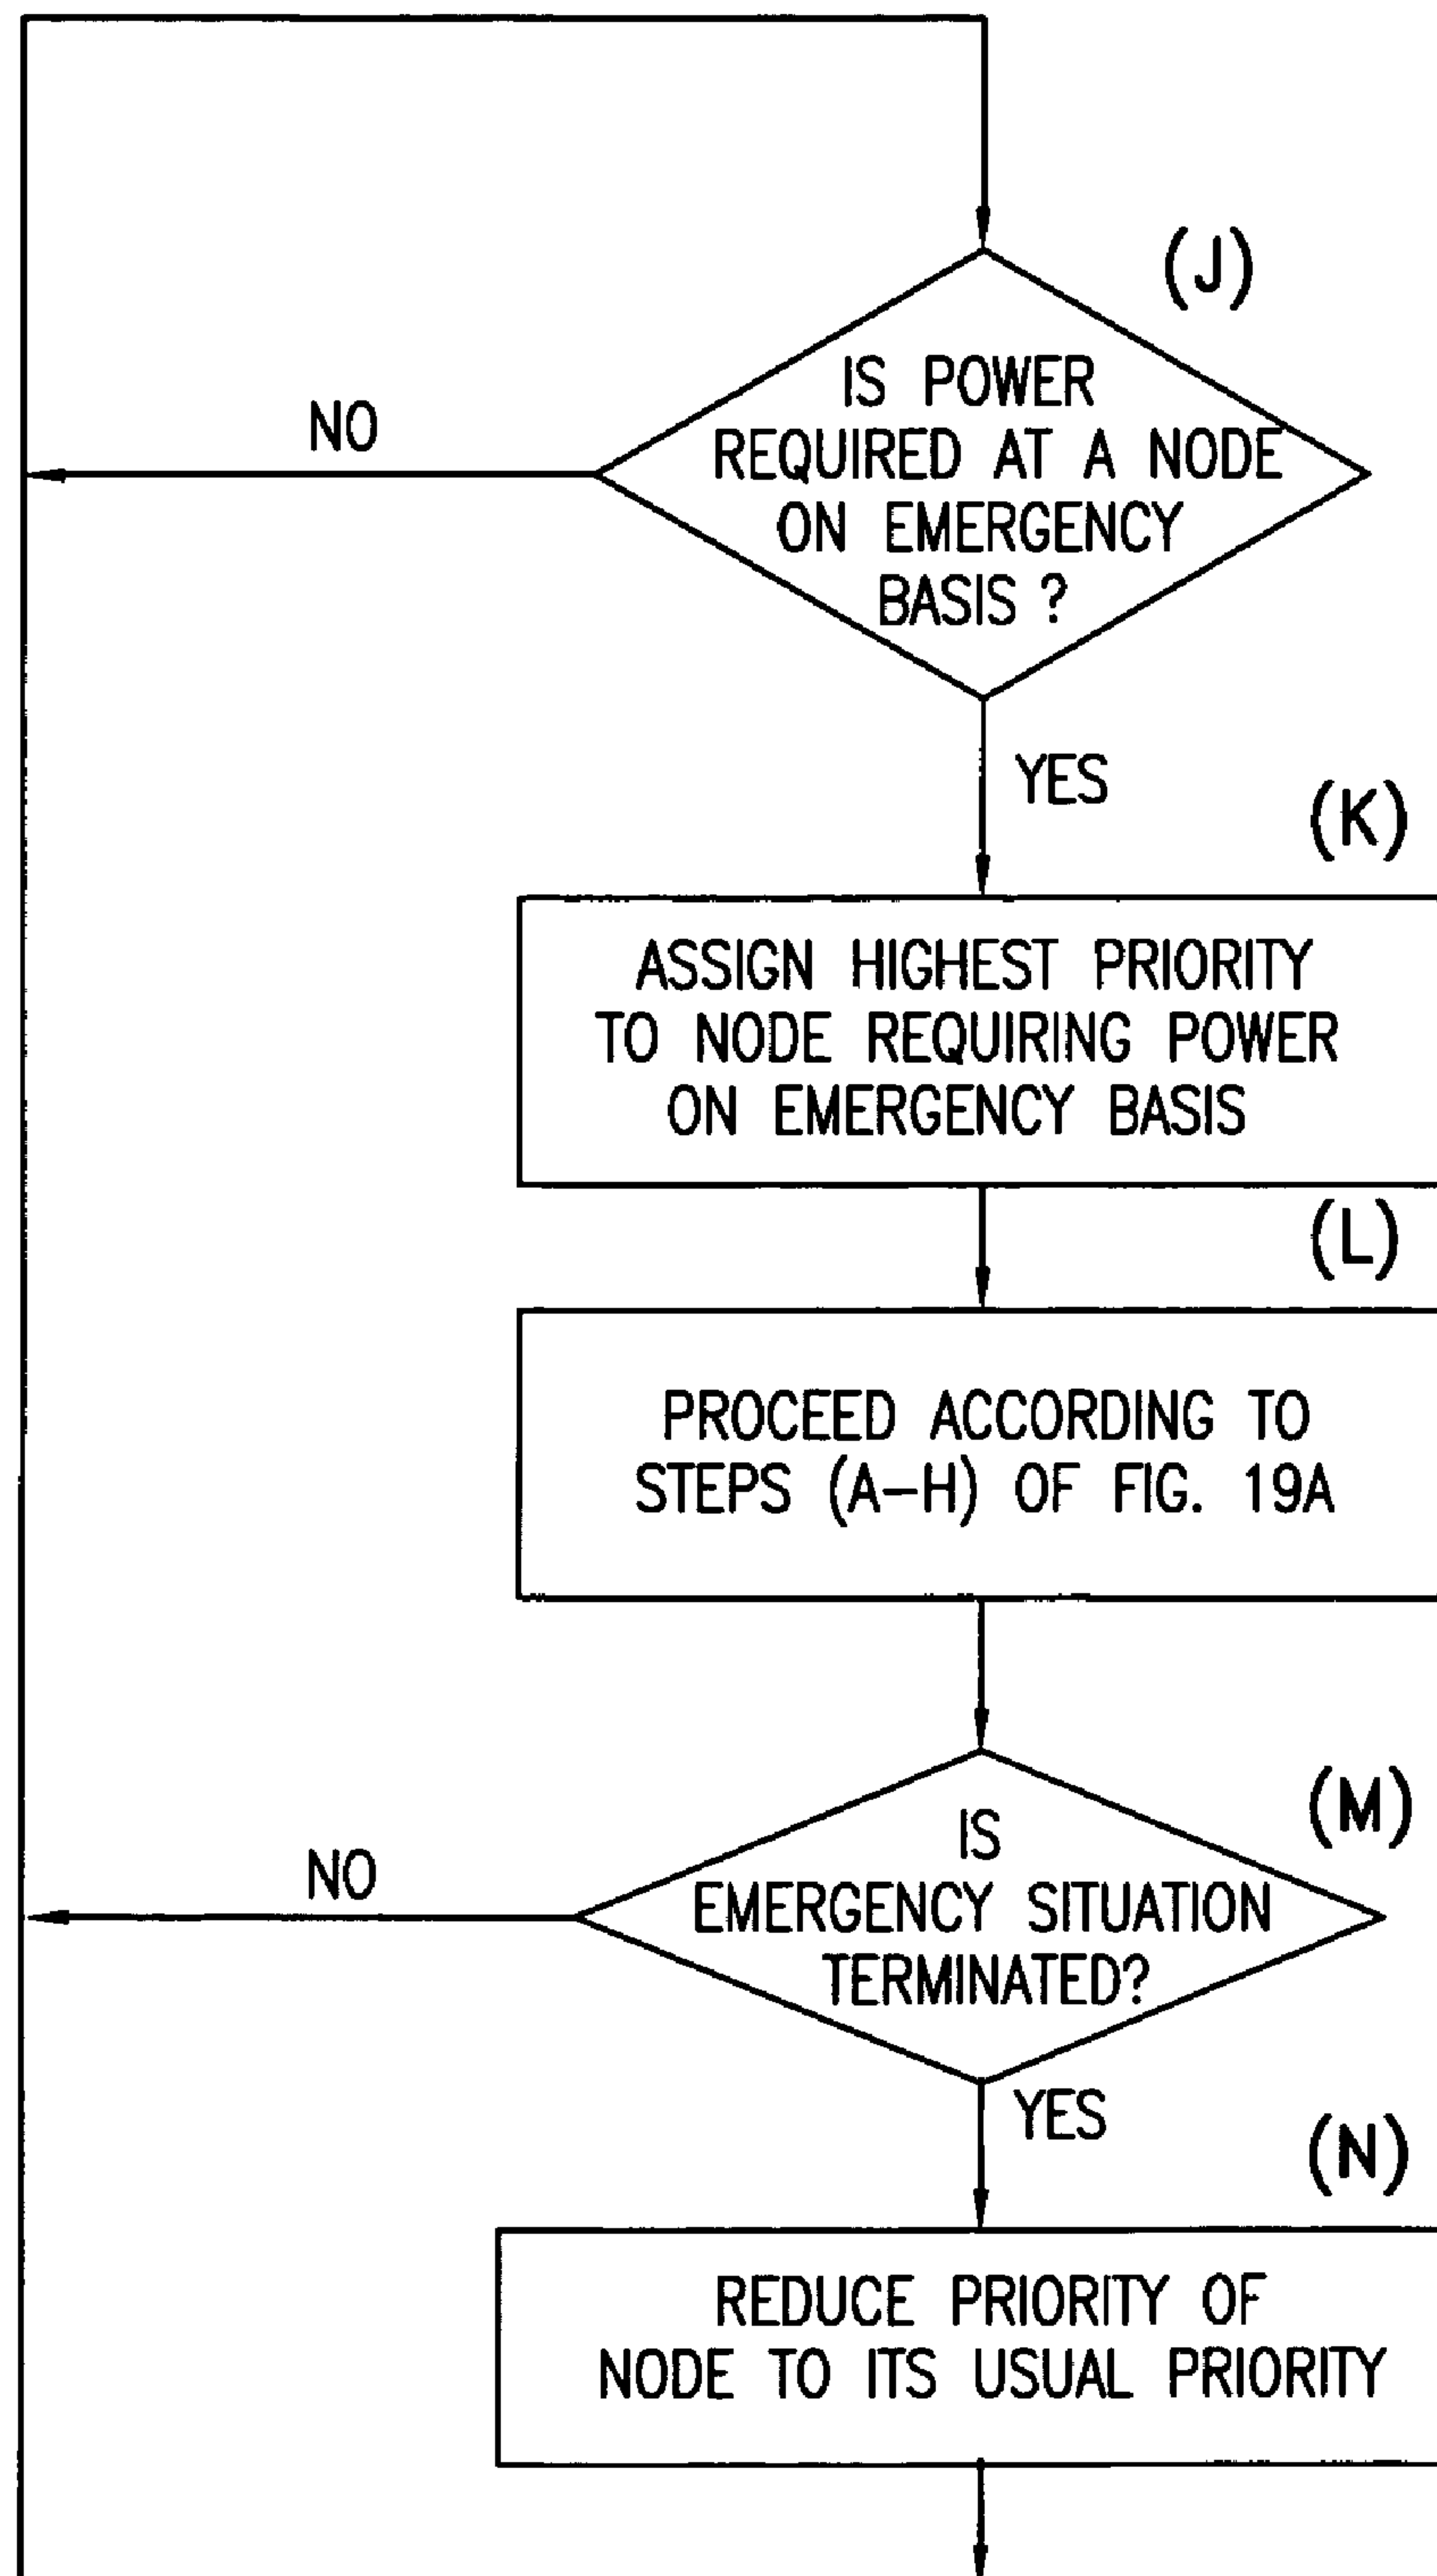 (J)
IS POWER
REQUIRED AT A NODE
ON EMERGENCY
BASIS ?
NO
YES
(K)
ASSIGN HIGHEST PRIORITY
TO NODE REQUIRING POWER
ON EMERGENCY BASIS
(L)
PROCEED ACCORDING TO
STEPS (A-H) OF FIG. 19A
(M)
IS
EMERGENCY SITUATION
TERMINATED?
NO
YES
(N)
REDUCE PRIORITY OF
NODE TO ITS USUAL PRIORITY